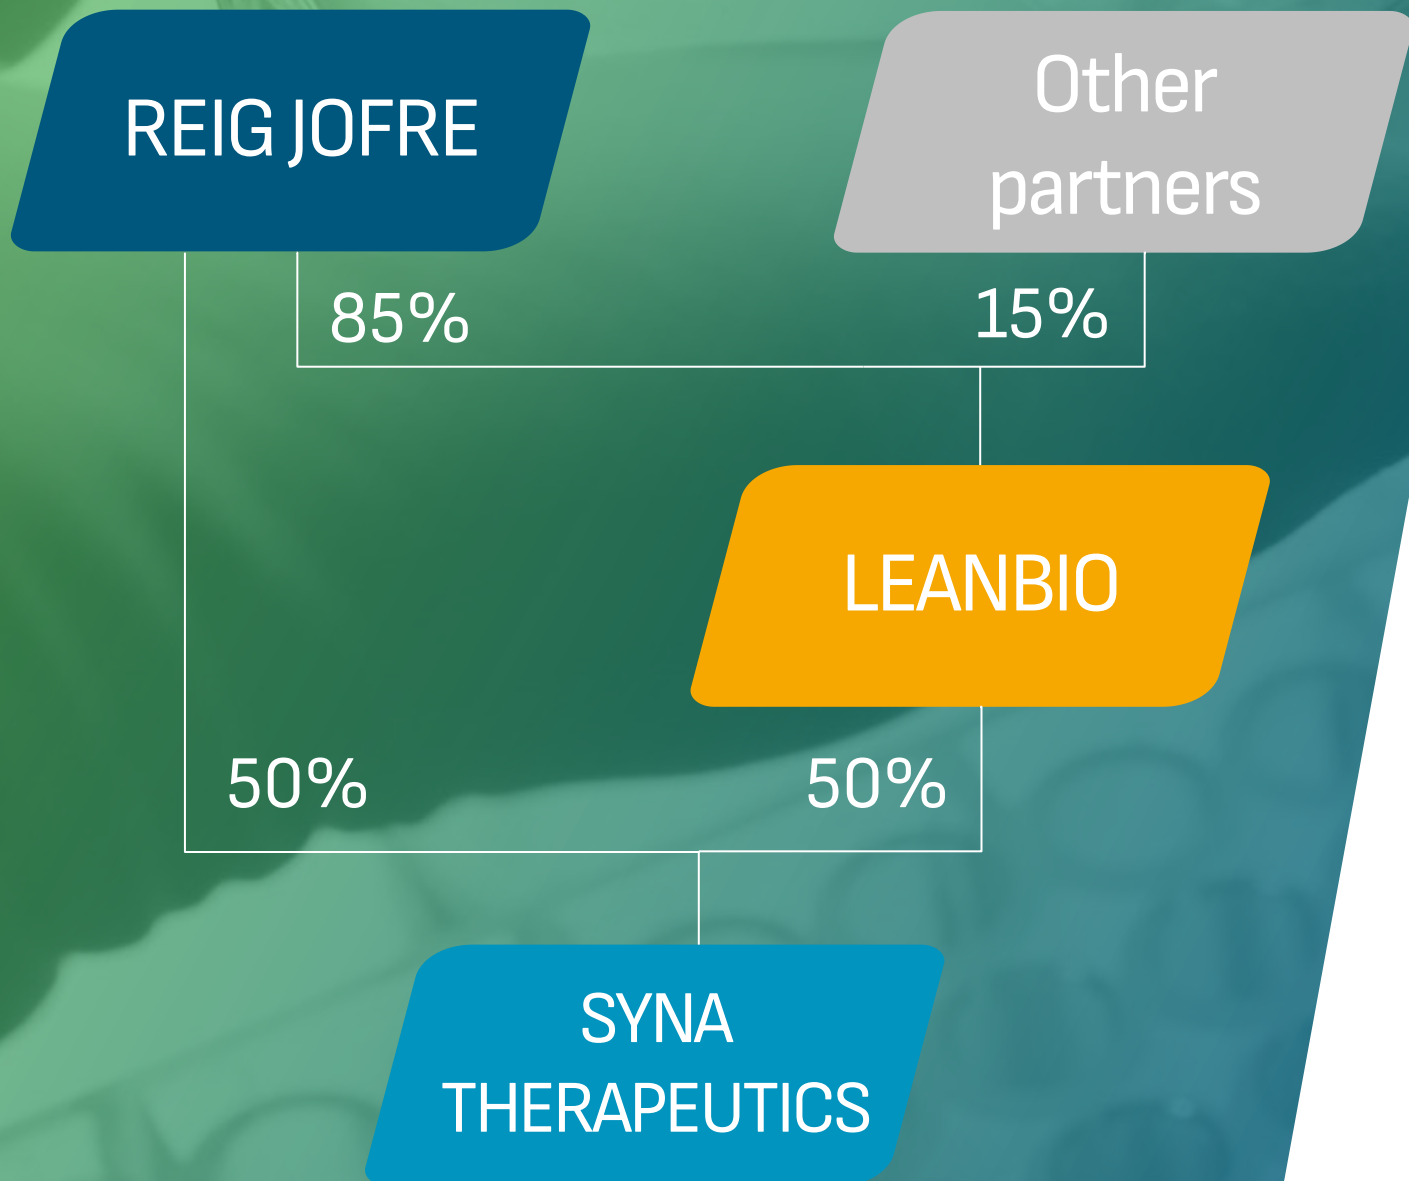 REIG JOFRE
Other
partners
85%
15%
LEANBIO
50%
50%
SYNA
THERAPEUTICS